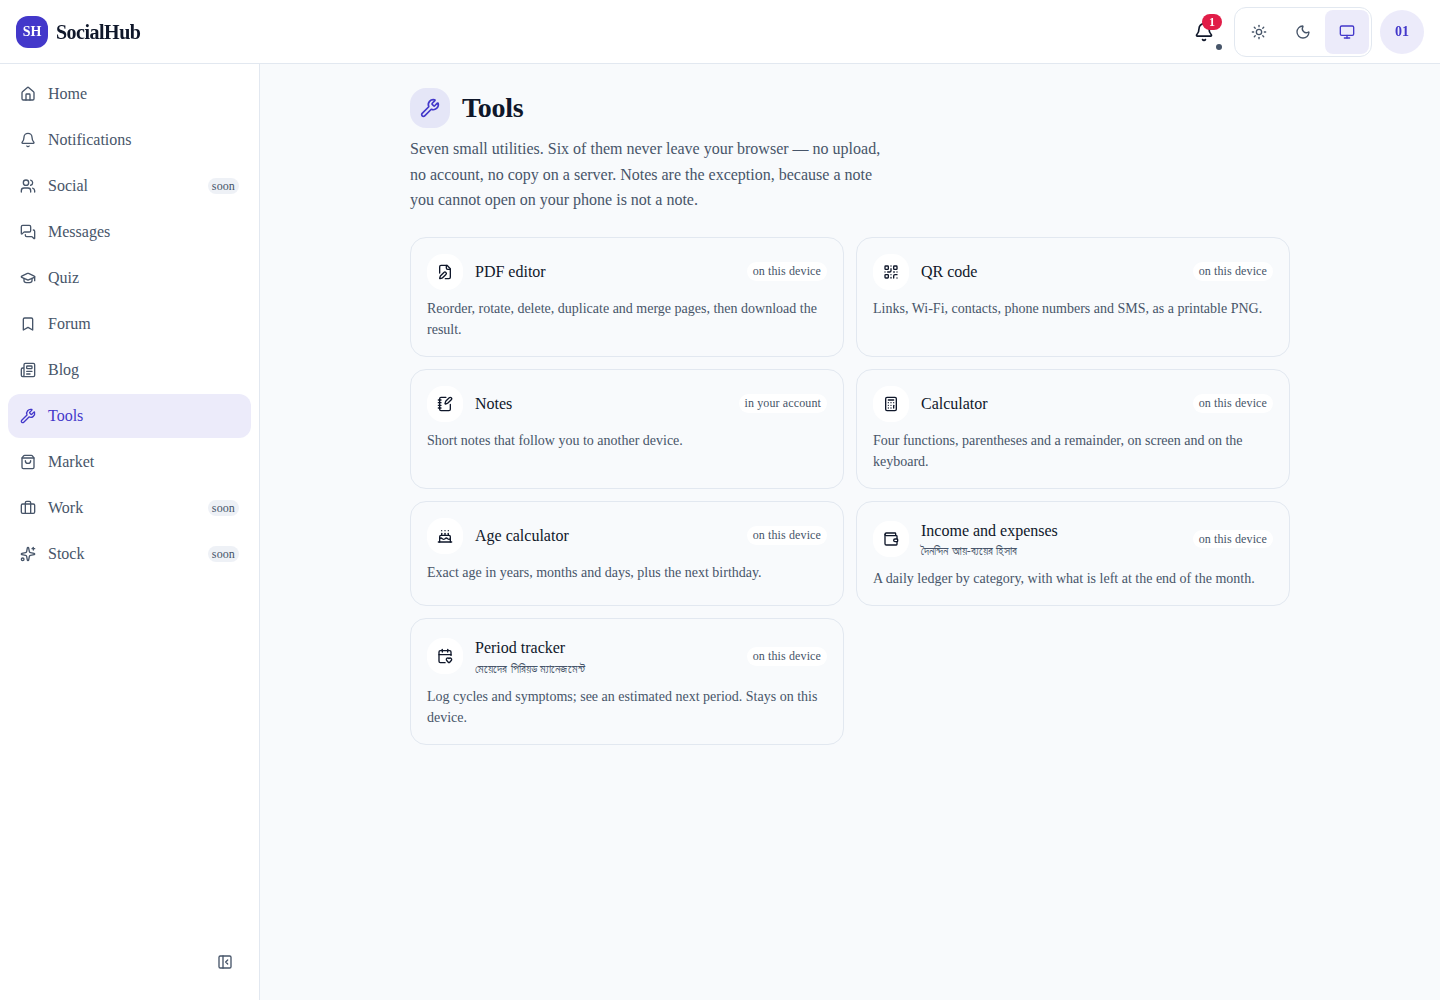 SH SocialHub
1
01
Home
Notifications
Social soon
Messages
Quiz
Forum
Blog
Tools
Market
Work soon
Stock soon
Tools
Seven small utilities. Six of them never leave your browser — no upload,
no account, no copy on a server. Notes are the exception, because a note
you cannot open on your phone is not a note.
PDF editor on this device
Reorder, rotate, delete, duplicate and merge pages, then download the
result.
QR code on this device
Links, Wi-Fi, contacts, phone numbers and SMS, as a printable PNG.
Notes in your account
Short notes that follow you to another device.
Calculator on this device
Four functions, parentheses and a remainder, on screen and on the
keyboard.
Age calculator on this device
Exact age in years, months and days, plus the next birthday.
Income and expenses on this device
দৈনন্দিন আয়-ব্যয়ের হিসাব
A daily ledger by category, with what is left at the end of the month.
Period tracker on this device
মেয়েদের পিরিয়ড ম্যানেজমেন্ট
Log cycles and symptoms; see an estimated next period. Stays on this
device.